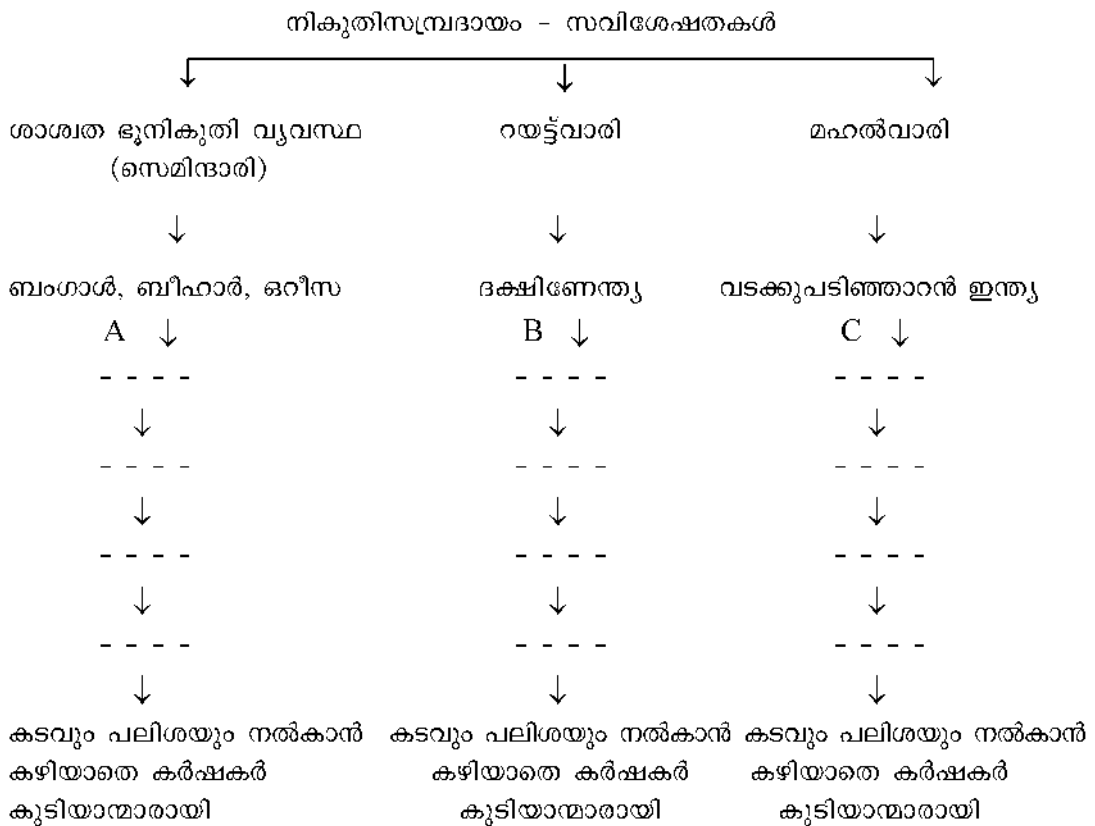 നികുതിസമ്പ്രദായം – സവിശേഷതകൾ
ശാശ്വത ഭൂനികുതി വ്യവസ്ഥ റയട്ട്‌വാരി മഹൽവാരി
(സെമിന്ദാരി)
ബംഗാൾ, ബീഹാർ, ഒറീസ ദക്ഷിണേന്ത്യ വടക്കുപടിഞ്ഞാറൻ ഇന്ത്യ
A B C
- - - - - - - - - - - -
- - - - - - - - - - - -
- - - - - - - - - - - -
- - - - - - - - - - - -
കടവും പലിശയും നൽകാൻ കടവും പലിശയും നൽകാൻ കടവും പലിശയും നൽകാൻ
കഴിയാതെ കർഷകർ കഴിയാതെ കർഷകർ കഴിയാതെ കർഷകർ
കുടിയാന്മാരായി കുടിയാന്മാരായി കുടിയാന്മാരായി